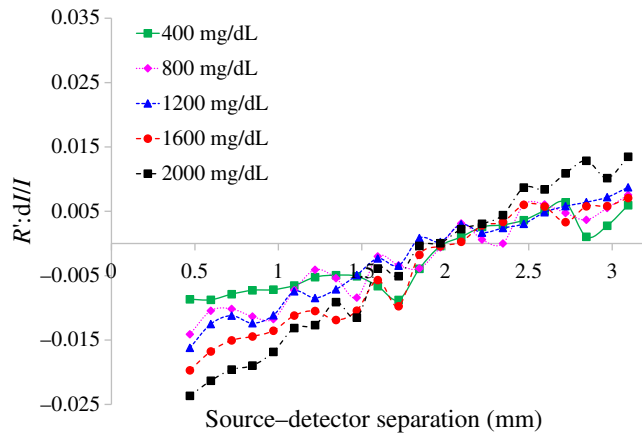 0.035
0.025
0.015
0.005
−0.005
−0.015
−0.025
R':dI/I
400 mg/dL
800 mg/dL
1200 mg/dL
1600 mg/dL
2000 mg/dL
0 0.5 1 1.5 2 2.5 3
Source–detector separation (mm)